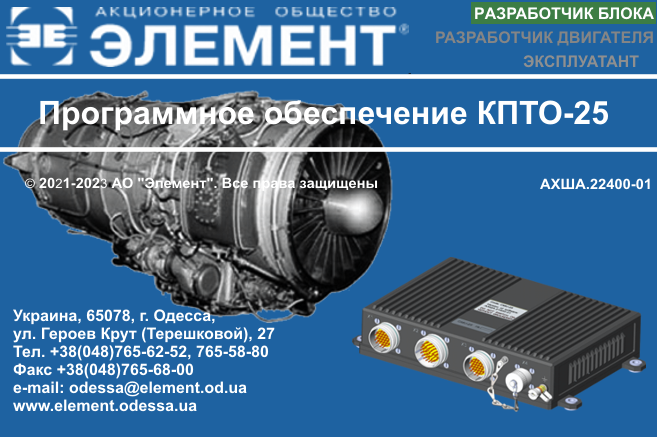 АКЦИОНЕРНОЕ ОБЩЕСТВО
ЭЛЕМЕНТ®
РАЗРАБОТЧИК БЛОКА
РАЗРАБОТЧИК ДВИГАТЕЛЯ
ЭКСПЛУАТАНТ
Программное обеспечение КПТО-25
© 2021-2023 АО "Элемент". Все права защищены
АХША.22400-01
Украина, 65078, г. Одесса,
ул. Героев Крут (Терешковой), 27
Тел. +38(048)765-62-52, 765-58-80
Факс +38(048)765-68-00
e-mail: odessa@element.od.ua
www.element.odessa.ua